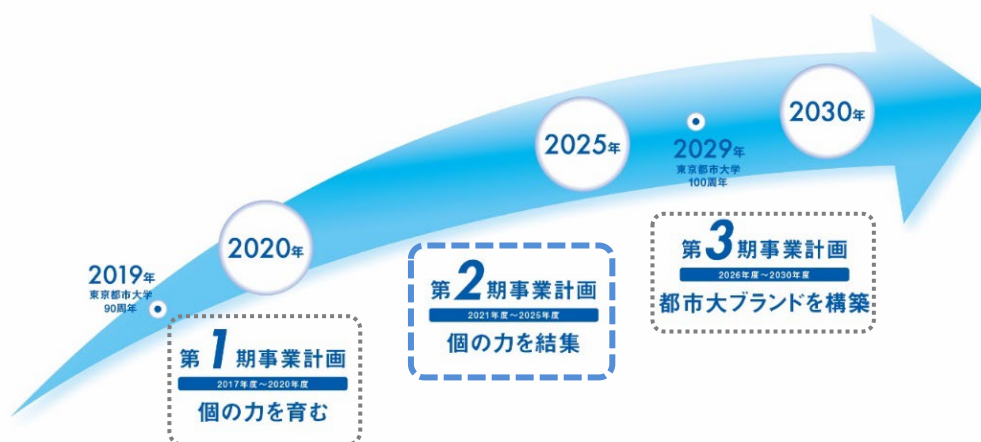 2019年
東京都市大学
90周年
2020年
第1期事業計画
2017年度～2020年度
個の力を育む
2025年
第2期事業計画
2021年度～2025年度
個の力を結集
2029年
東京都市大学
100周年
2030年
第3期事業計画
2026年度～2030年度
都市大ブランドを構築